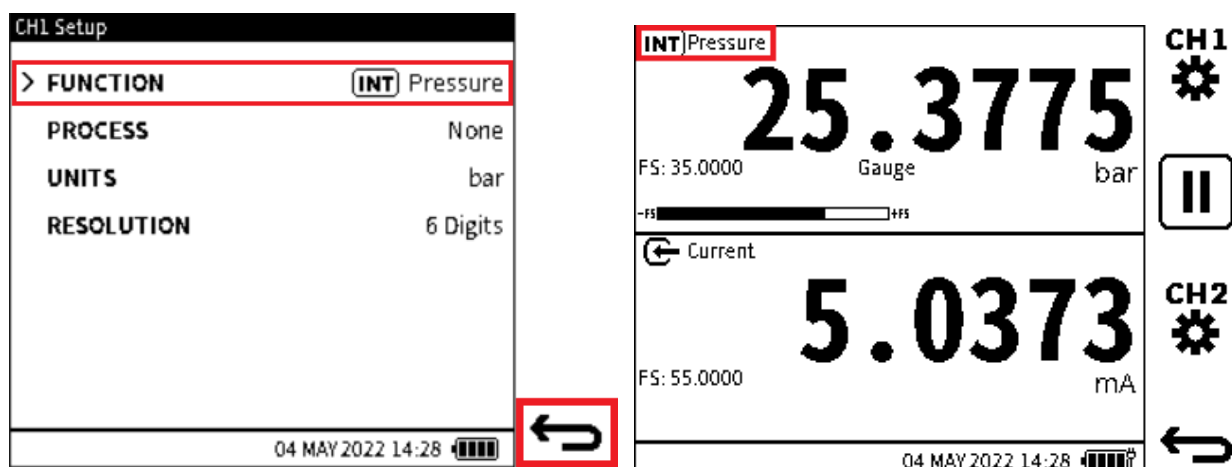 CH1 Setup
> FUNCTION INT Pressure
PROCESS None
UNITS bar
RESOLUTION 6 Digits
04 MAY 2022 14:28
INT Pressure
25.3775
FS: 35.0000 Gauge bar
-FS +FS
Current
5.0373
FS: 55.0000 mA
04 MAY 2022 14:28
CH1
CH2